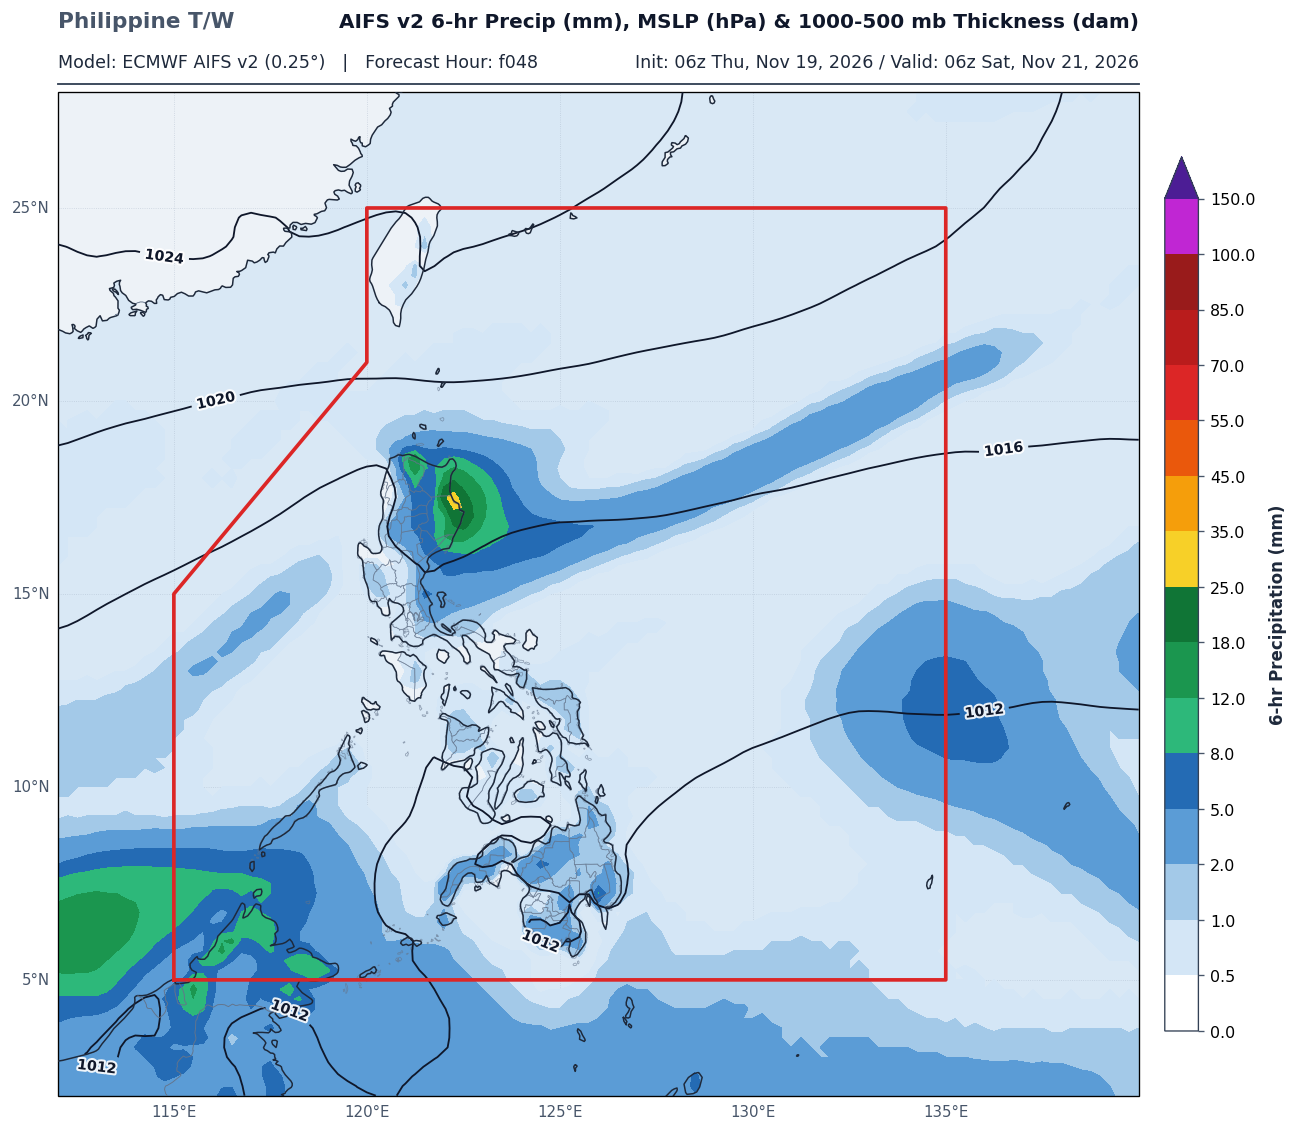 Philippine T/W
AIFS v2 6-hr Precip (mm), MSLP (hPa) & 1000-500 mb Thickness (dam)
Model: ECMWF AIFS v2 (0.25°) | Forecast Hour: f048
Init: 06z Thu, Nov 19, 2026 / Valid: 06z Sat, Nov 21, 2026
25°N
20°N
15°N
10°N
5°N
115°E
120°E
125°E
130°E
135°E
1024
1020
1016
1012
1012
1012
1012
150.0
100.0
85.0
70.0
55.0
45.0
35.0
25.0
18.0
12.0
8.0
5.0
2.0
1.0
0.5
0.0
6-hr Precipitation (mm)